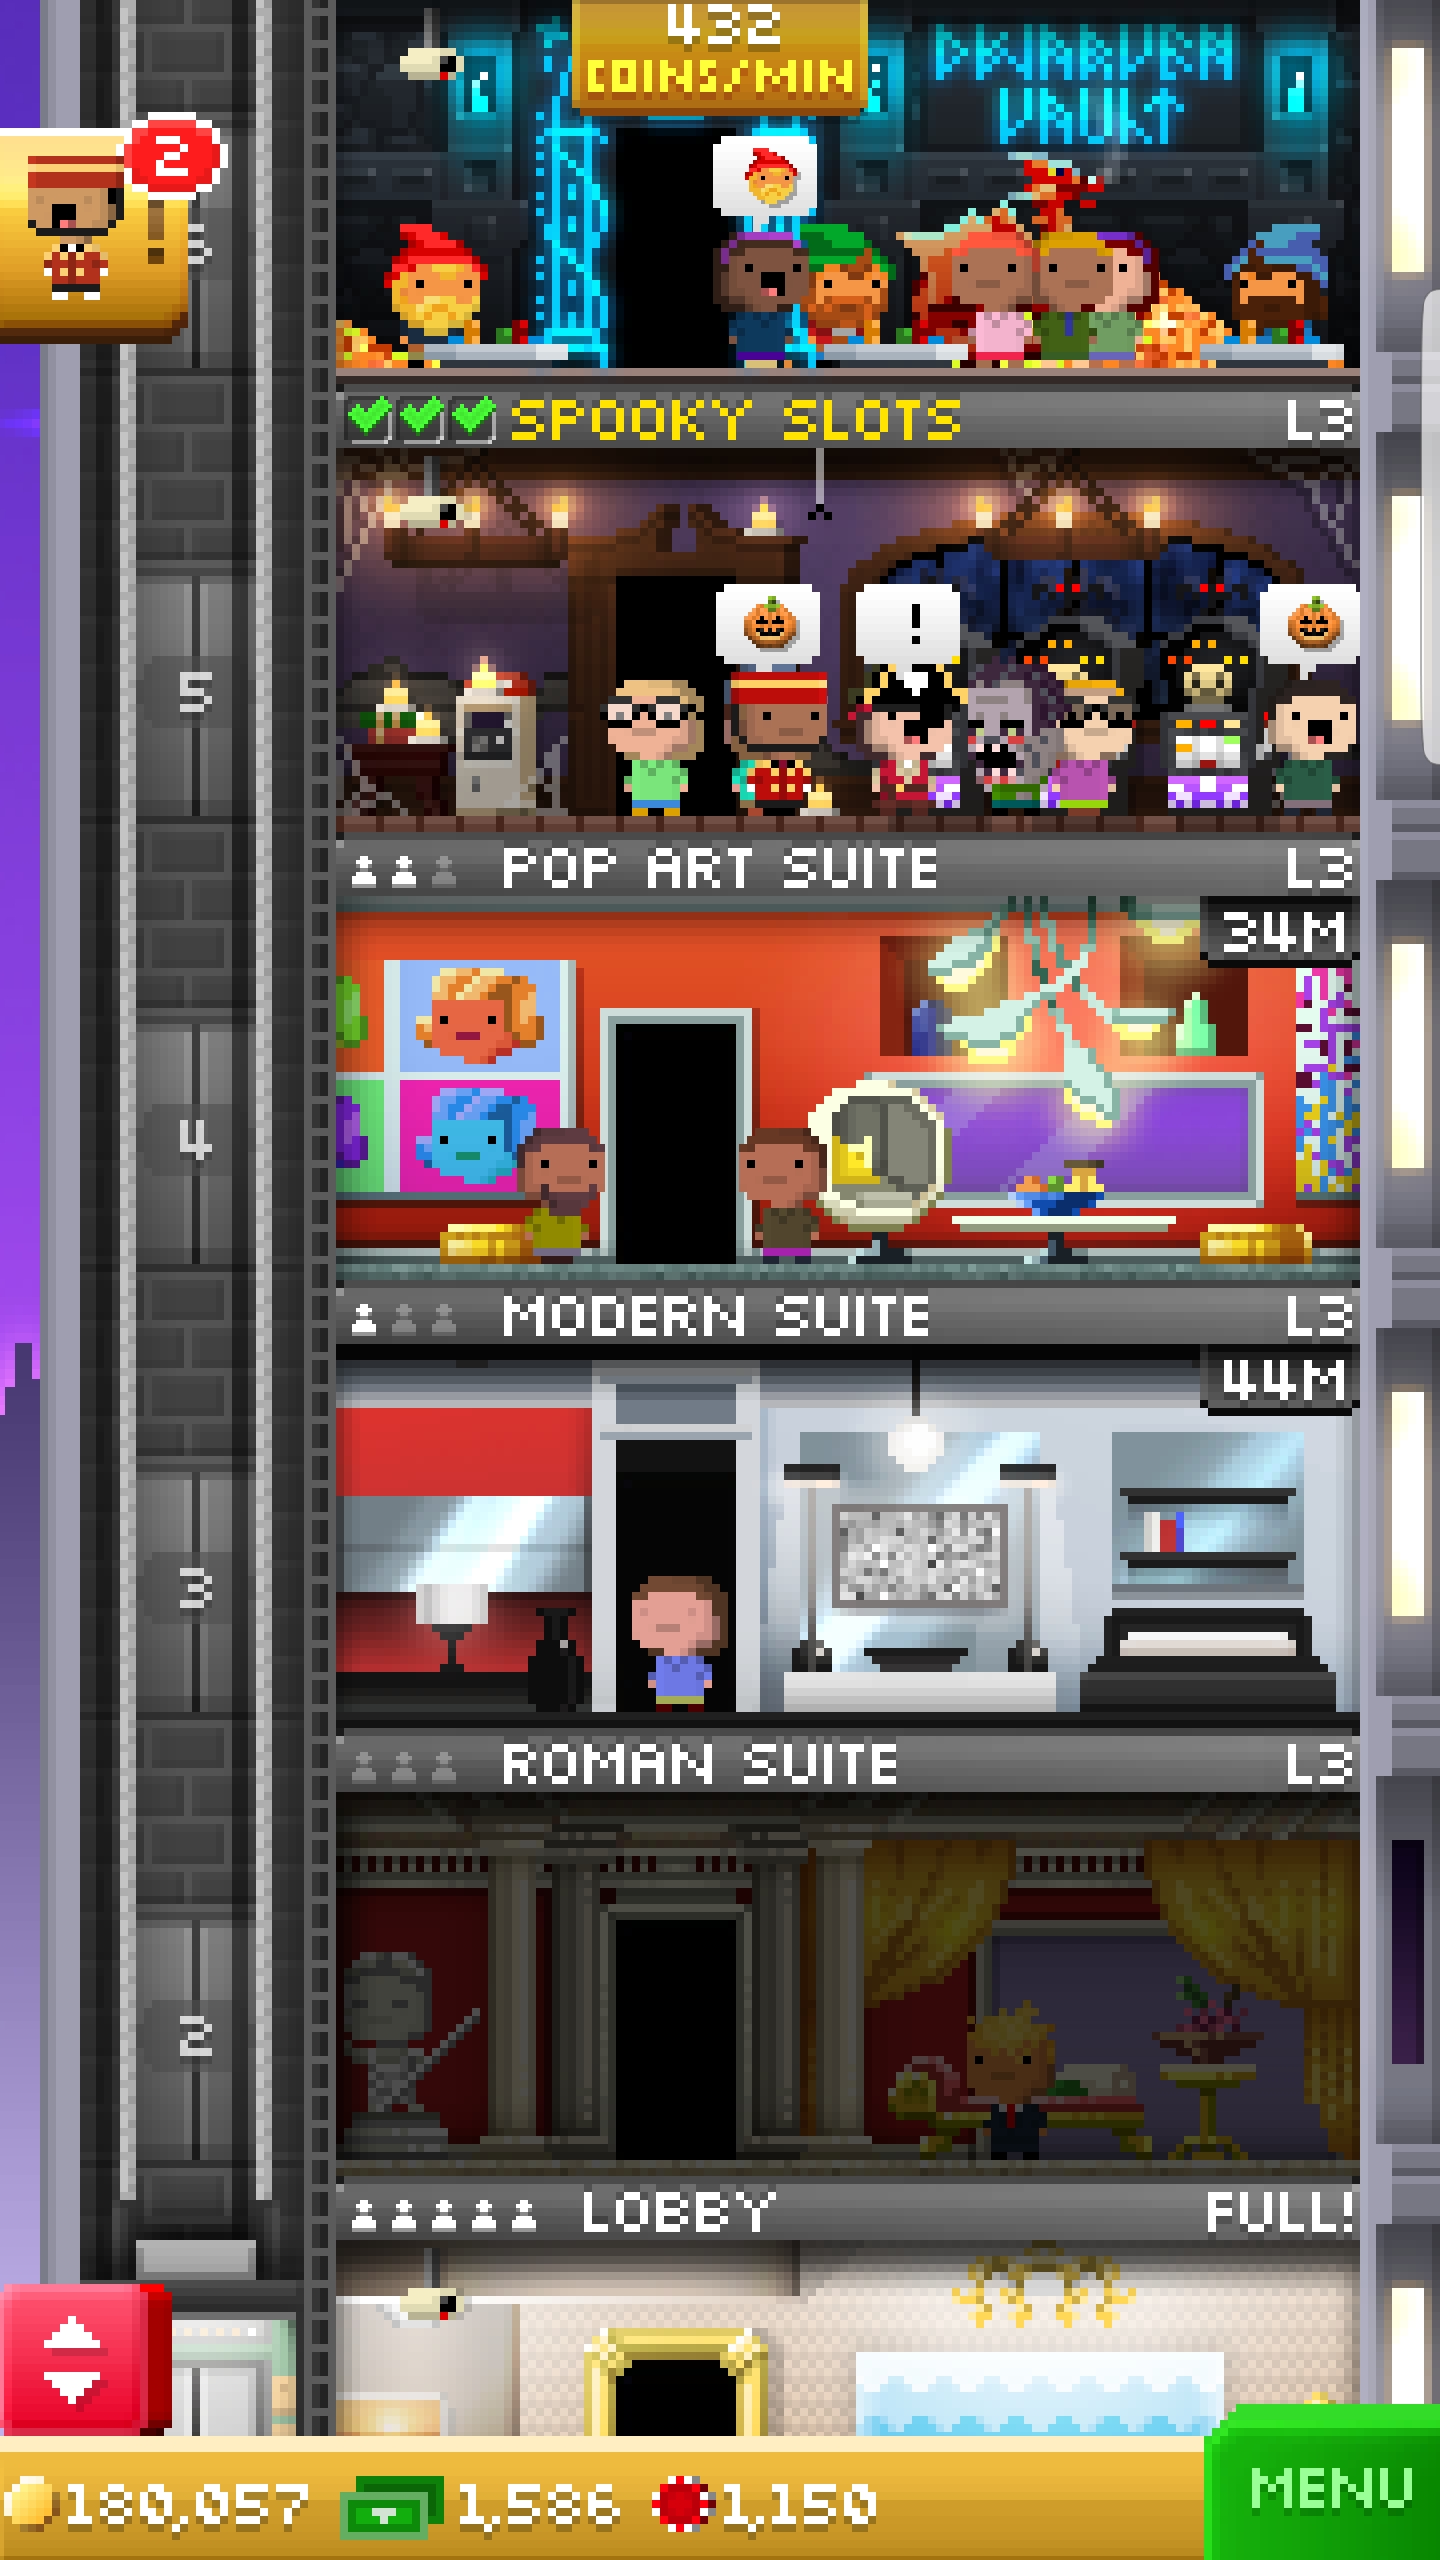 432
COINS/MIN
DWARVEN
VAULT
2
!
SPOOKY SLOTS L3
!
5
POP ART SUITE L3
34M
4
MODERN SUITE L3
44M
3
ROMAN SUITE L3
2
LOBBY FULL!
180,057 1,586 1,150
MENU